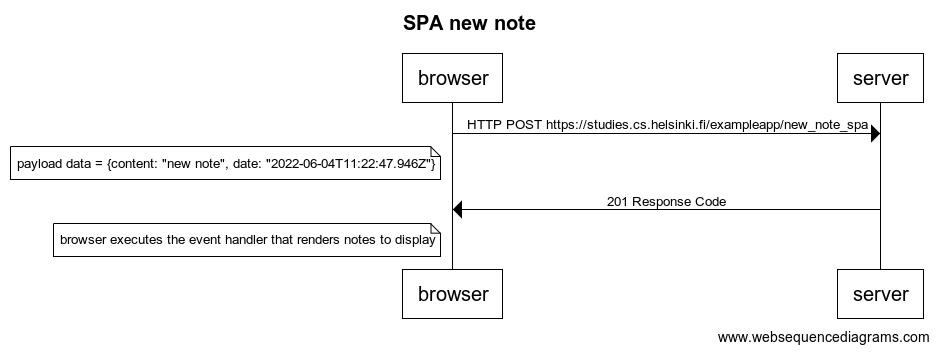 SPA new note
browser
server
HTTP POST https://studies.cs.helsinki.fi/exampleapp/new_note_spa
payload data = {content: "new note", date: "2022-06-04T11:22:47.946Z"}
201 Response Code
browser executes the event handler that renders notes to display
browser
server
www.websequencediagrams.com